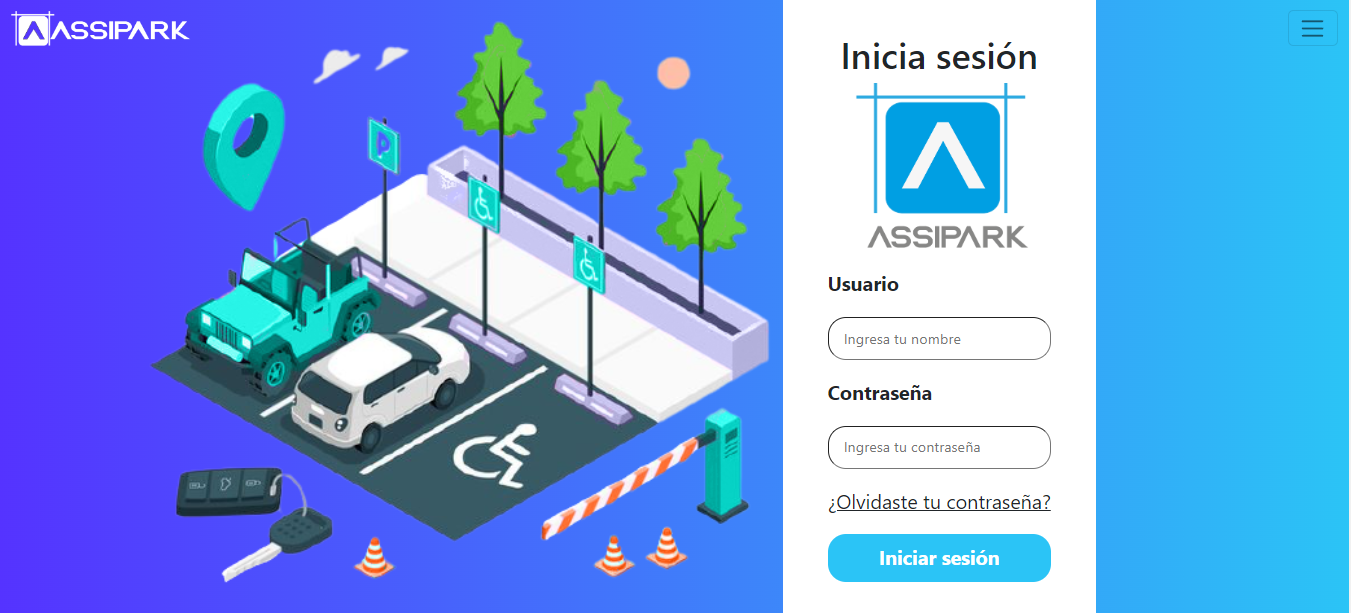 ASSIPARK
P
Inicia sesión
ASSIPARK
Usuario
Ingresa tu nombre
Contraseña
Ingresa tu contraseña
¿Olvidaste tu contraseña?
Iniciar sesión